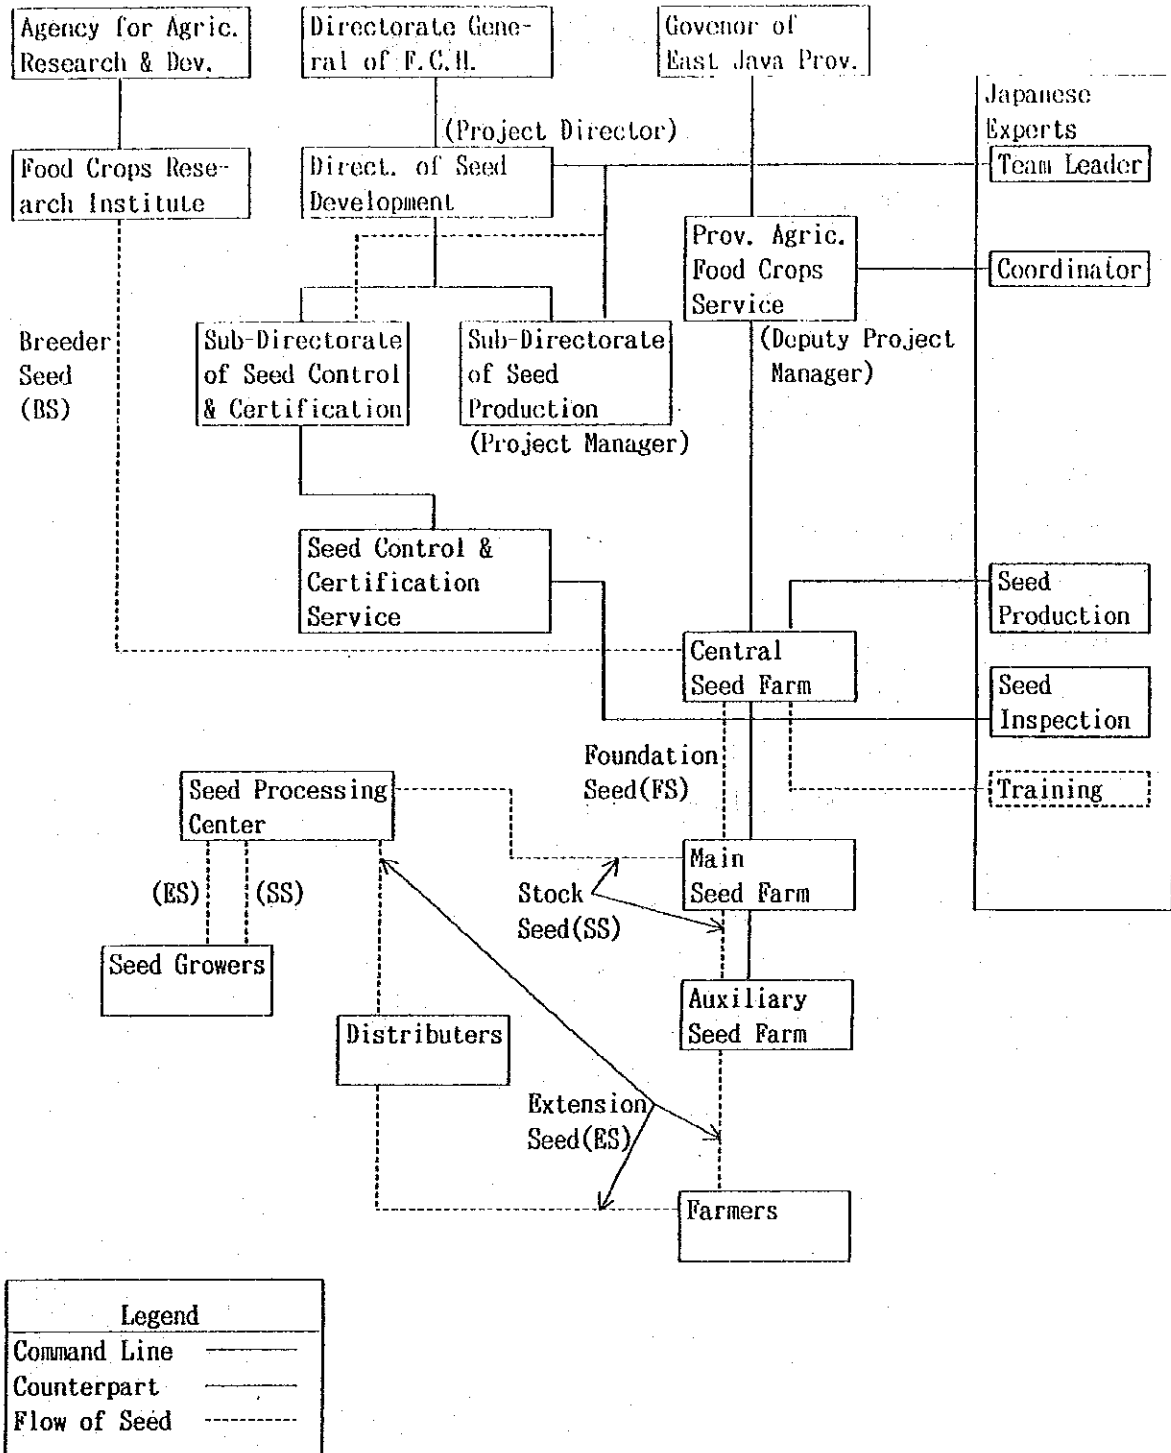 Agency for Agric.
Research & Dev.
Directorate Gene-
ral of F.C.H.
Govenor of
East Java Prov.
Japanese
Experts
(Project Director)
Food Crops Rese-
arch Institute
Direct. of Seed
Development
Team Leader
Prov. Agric.
Food Crops
Service
Coordinator
Breeder
Seed
(BS)
Sub-Directorate
of Seed Control
& Certification
Sub-Directorate
of Seed
Production
(Project Manager)
(Deputy Project
Manager)
Seed Control &
Certification
Service
Seed
Production
Central
Seed Farm
Seed
Inspection
Foundation
Seed(FS)
Seed Processing
Center
Training
Main
Seed Farm
(ES)
(SS)
Stock
Seed(SS)
Seed Growers
Auxiliary
Seed Farm
Distributers
Extension
Seed(ES)
Farmers
Legend
Command Line
Counterpart
Flow of Seed